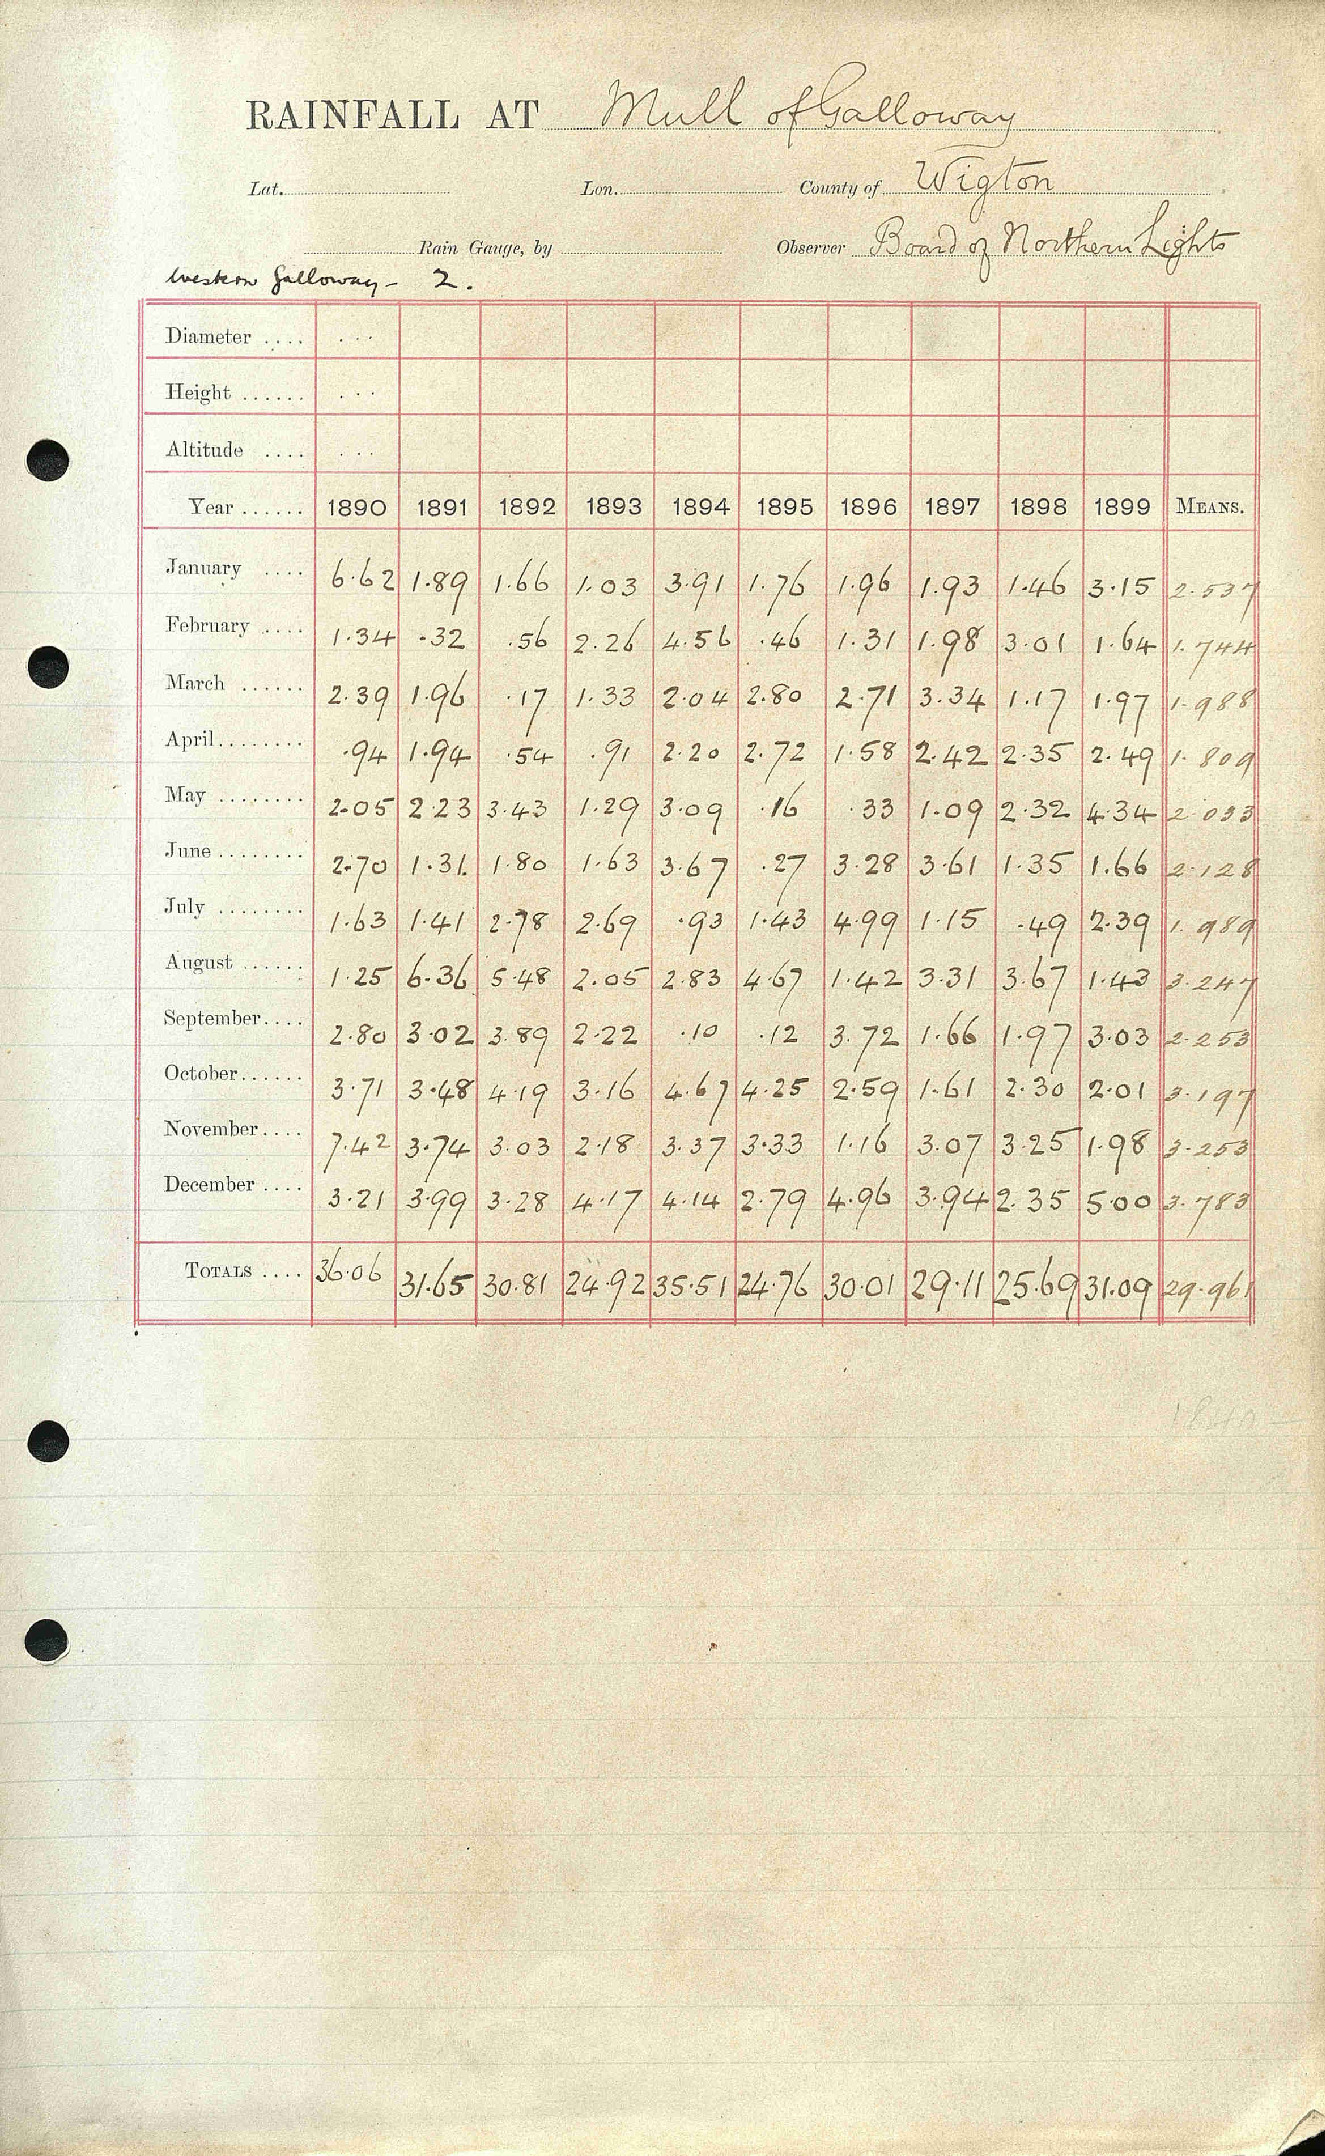 RAINFALL AT Mull of Galloway
Lat. Lon. County of Wigton
Rain Gauge, by Observer Board of Northern Lights
Western Galloway - 2.
Diameter .... ...
Height ...... ...
Altitude .... ...
Year ...... 1890 1891 1892 1893 1894 1895 1896 1897 1898 1899 MEANS.
January .... 6.62 1.89 1.66 1.03 3.91 1.76 1.96 1.93 1.46 3.15 2.537
February .... 1.34 .32 .56 2.26 4.56 .46 1.31 1.98 3.01 1.64 1.744
March ...... 2.39 1.96 .17 1.33 2.04 2.80 2.71 3.34 1.17 1.97 1.988
April ........ .94 1.94 .54 .91 2.20 2.72 1.58 2.42 2.35 2.49 1.809
May ........ 2.05 2.23 3.43 1.29 3.09 .16 .33 1.09 2.32 4.34 2.033
June ........ 2.70 1.31 1.80 1.63 3.67 .27 3.28 3.61 1.35 1.66 2.128
July ........ 1.63 1.41 2.78 2.69 .93 1.43 4.99 1.15 .49 2.39 1.989
August ...... 1.25 6.36 5.48 2.05 2.83 4.67 1.42 3.31 3.67 1.43 3.247
September .... 2.80 3.02 3.89 2.22 .10 .12 3.72 1.66 1.97 3.03 2.253
October ...... 3.71 3.48 4.19 3.16 4.67 4.25 2.59 1.61 2.30 2.01 3.197
November .... 7.42 3.74 3.03 2.18 3.37 3.33 1.16 3.07 3.25 1.98 3.253
December .... 3.21 3.99 3.28 4.17 4.14 2.79 4.96 3.94 2.35 5.00 3.783
TOTALS .... 36.06 31.65 30.81 24.92 35.51 24.76 30.01 29.11 25.69 31.09 29.961